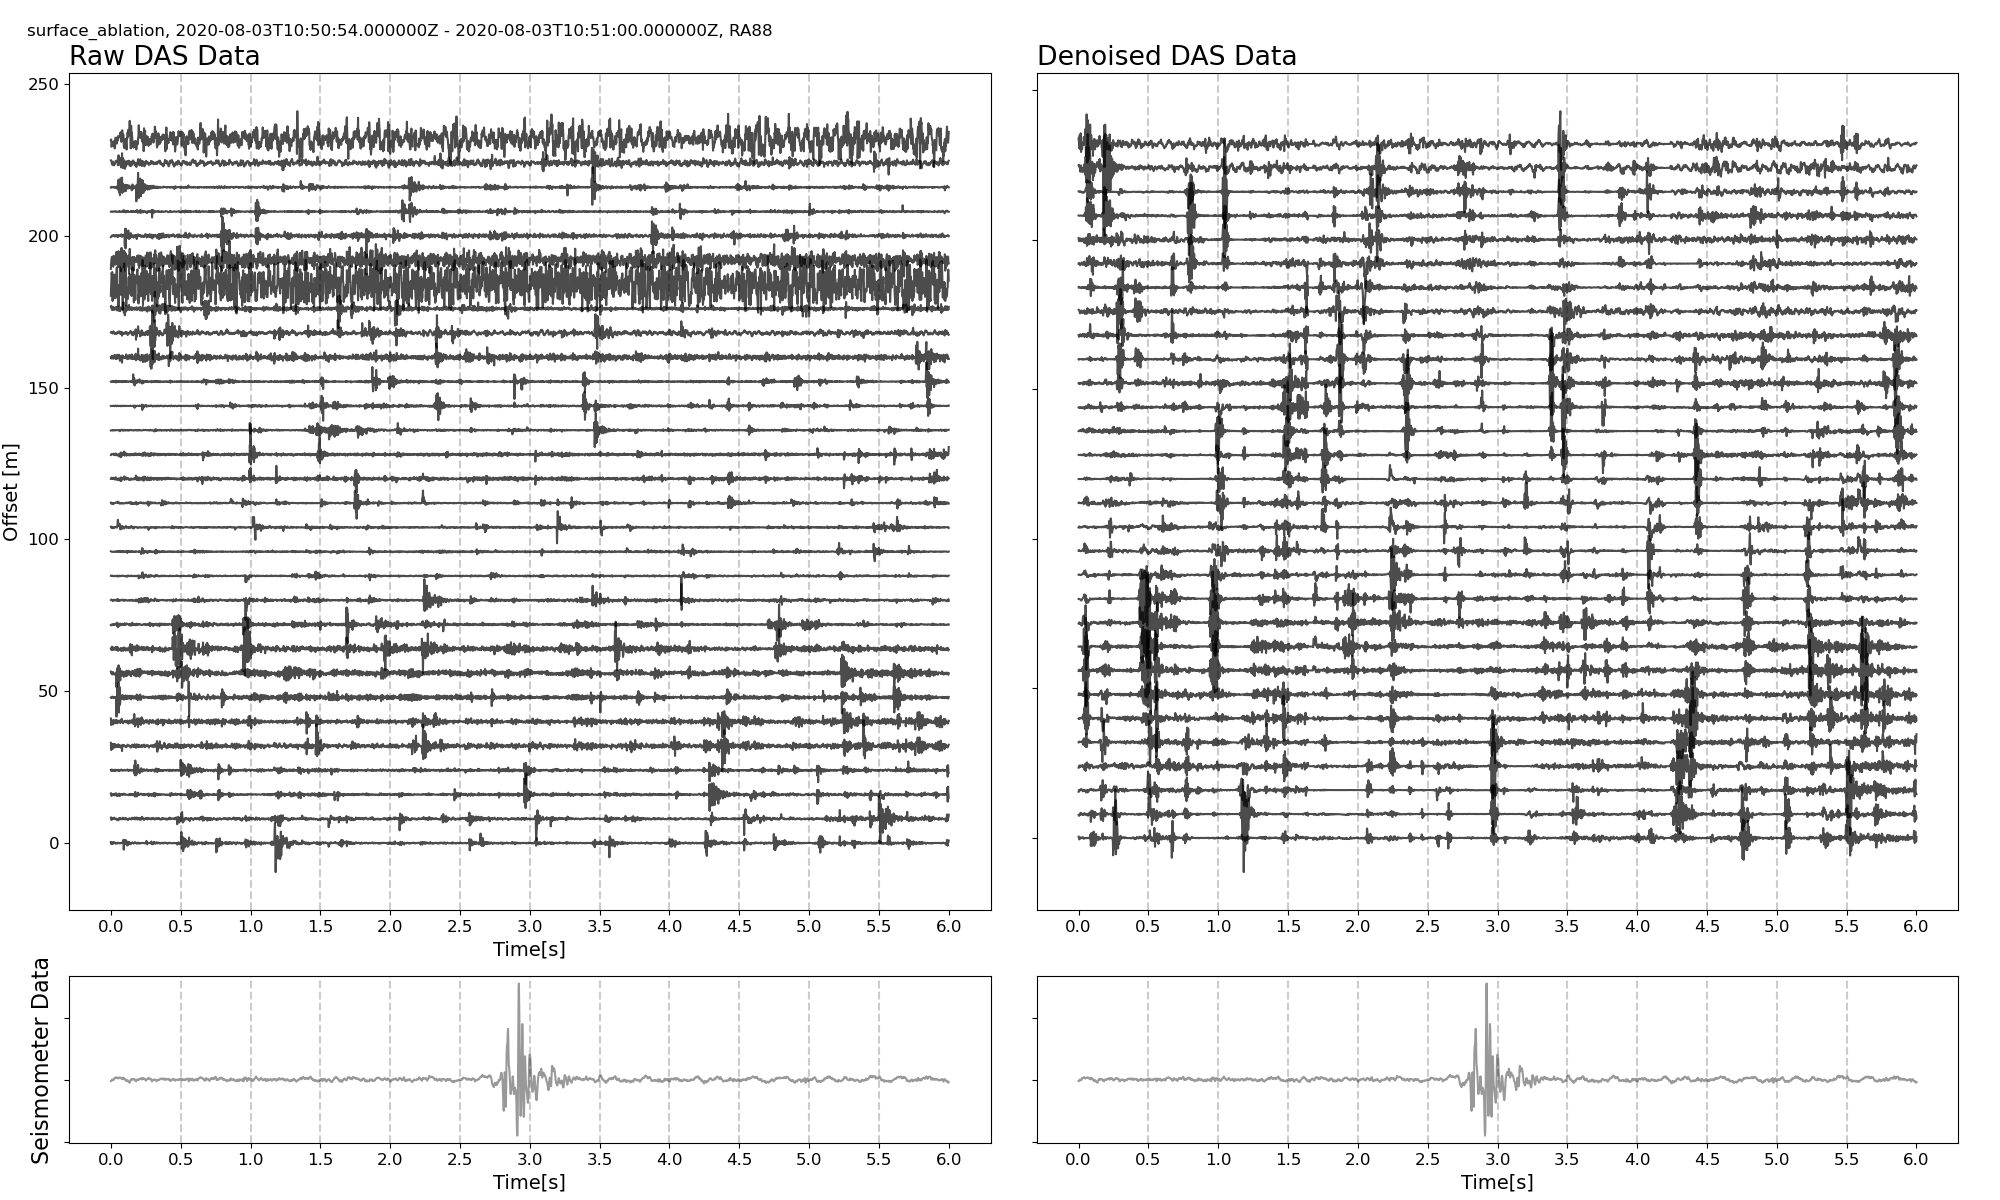 surface_ablation, 2020-08-03T10:50:54.000000Z - 2020-08-03T10:51:00.000000Z, RA88
Raw DAS Data
Denoised DAS Data
Offset [m]
250
200
150
100
50
0
0.0 0.5 1.0 1.5 2.0 2.5 3.0 3.5 4.0 4.5 5.0 5.5 6.0
Time[s]
0.0 0.5 1.0 1.5 2.0 2.5 3.0 3.5 4.0 4.5 5.0 5.5 6.0
Seismometer Data
0.0 0.5 1.0 1.5 2.0 2.5 3.0 3.5 4.0 4.5 5.0 5.5 6.0
Time[s]
0.0 0.5 1.0 1.5 2.0 2.5 3.0 3.5 4.0 4.5 5.0 5.5 6.0
Time[s]